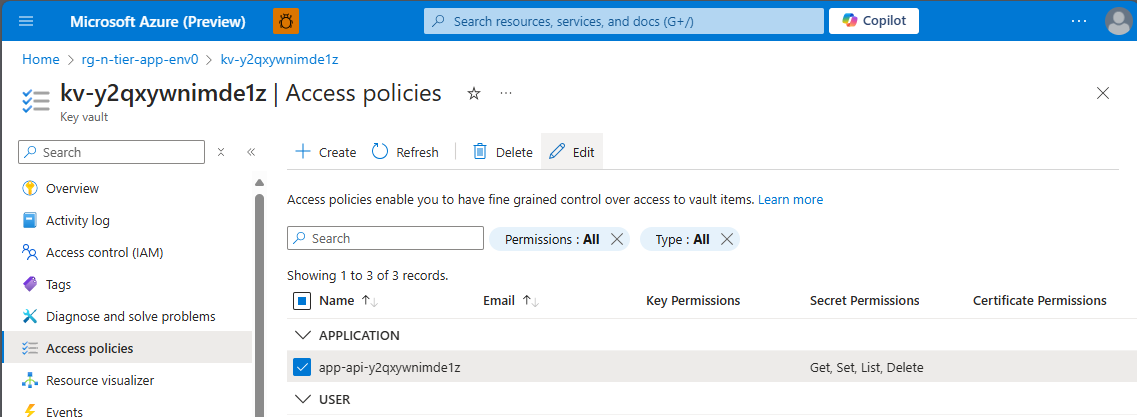 Microsoft Azure (Preview)
Search resources, services, and docs (G+/)
Copilot
Home > rg-n-tier-app-env0 > kv-y2qxywnimde1z
kv-y2qxywnimde1z | Access policies
Key vault
Search
Overview
Activity log
Access control (IAM)
Tags
Diagnose and solve problems
Access policies
Resource visualizer
Events
Create
Refresh
Delete
Edit
Access policies enable you to have fine grained control over access to vault items. Learn more
Search
Permissions : All
Type : All
Showing 1 to 3 of 3 records.
Name Email Key Permissions Secret Permissions Certificate Permissions
APPLICATION
app-api-y2qxywnimde1z Get, Set, List, Delete
USER